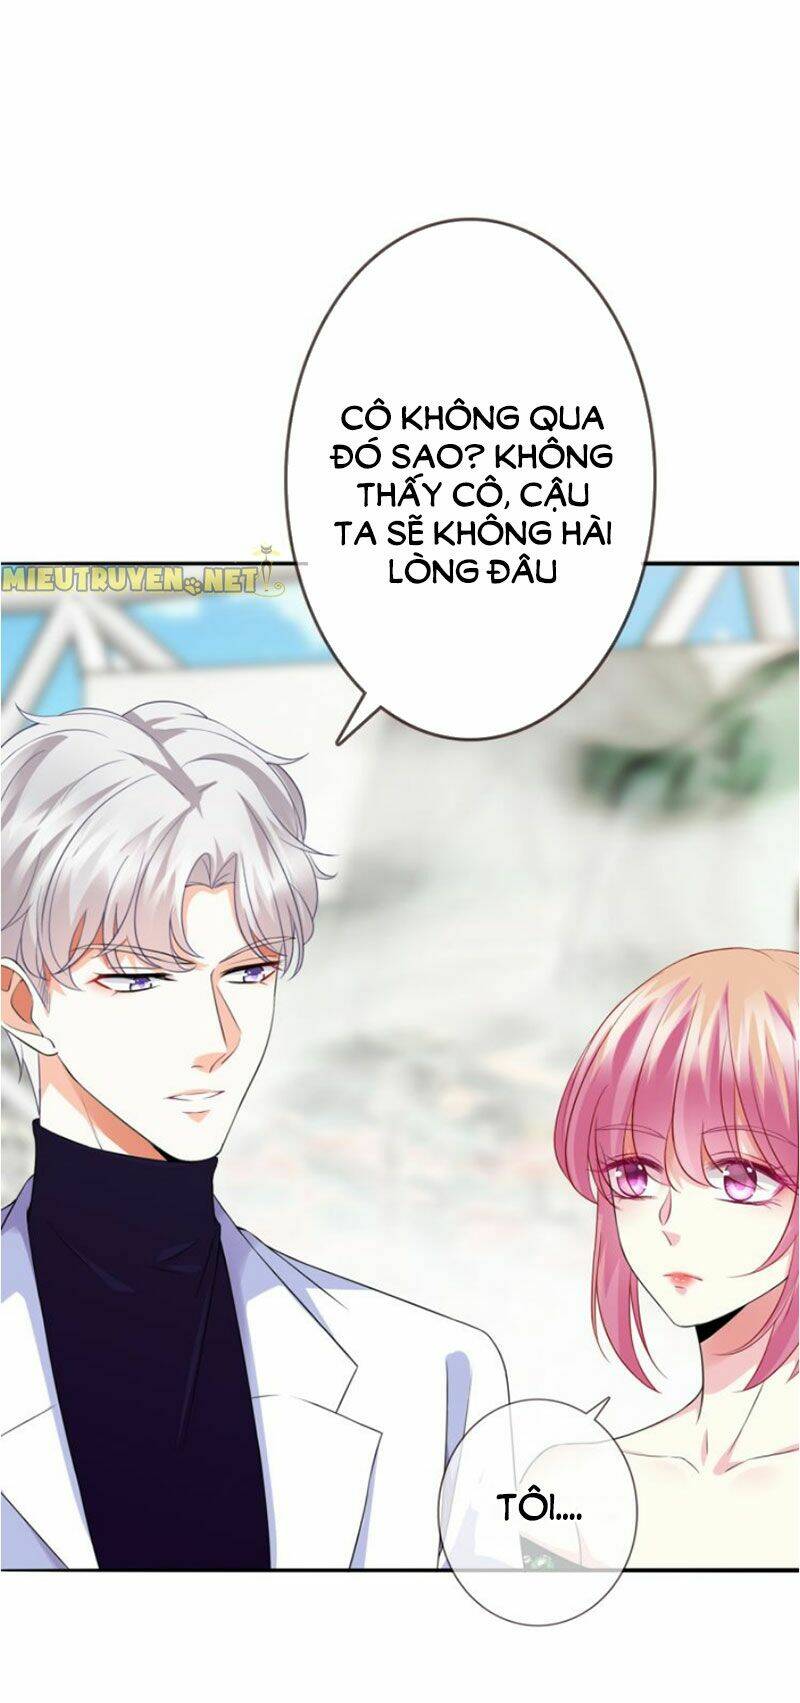 CÔ KHÔNG QUA
ĐÓ SAO? KHÔNG
THẤY CÔ, CẬU
TA SẼ KHÔNG HÀI
LÒNG ĐÂU
MIEUTRUYEN.NET
TÔI....